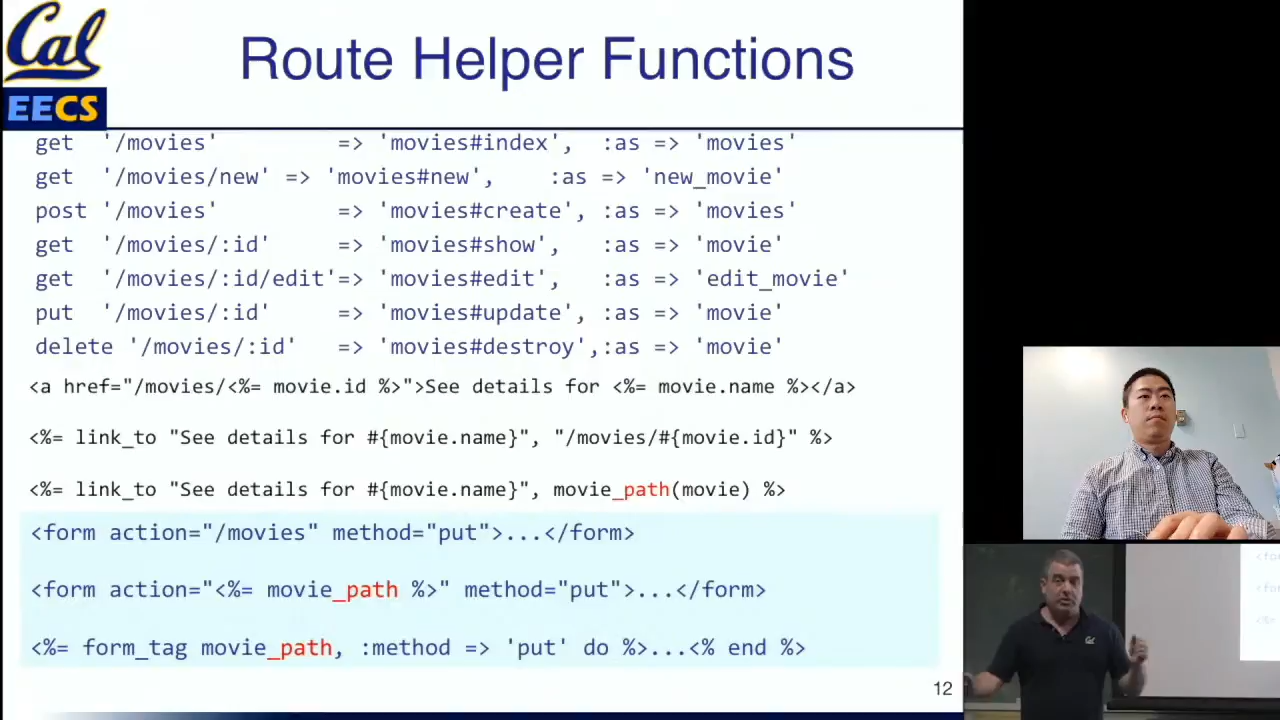 Cal
EECS
Route Helper Functions
get '/movies' => 'movies#index', :as => 'movies'
get '/movies/new' => 'movies#new', :as => 'new_movie'
post '/movies' => 'movies#create', :as => 'movies'
get '/movies/:id' => 'movies#show', :as => 'movie'
get '/movies/:id/edit'=> 'movies#edit', :as => 'edit_movie'
put '/movies/:id' => 'movies#update', :as => 'movie'
delete '/movies/:id' => 'movies#destroy',:as => 'movie'
<a href="/movies/<%= movie.id %>">See details for <%= movie.name %></a>
<%= link_to "See details for #{movie.name}", "/movies/#{movie.id}" %>
<%= link_to "See details for #{movie.name}", movie_path(movie) %>
<form action="/movies" method="put">...</form>
<form action="<%= movie_path %>" method="put">...</form>
<%= form_tag movie_path, :method => 'put' do %>...<% end %>
12